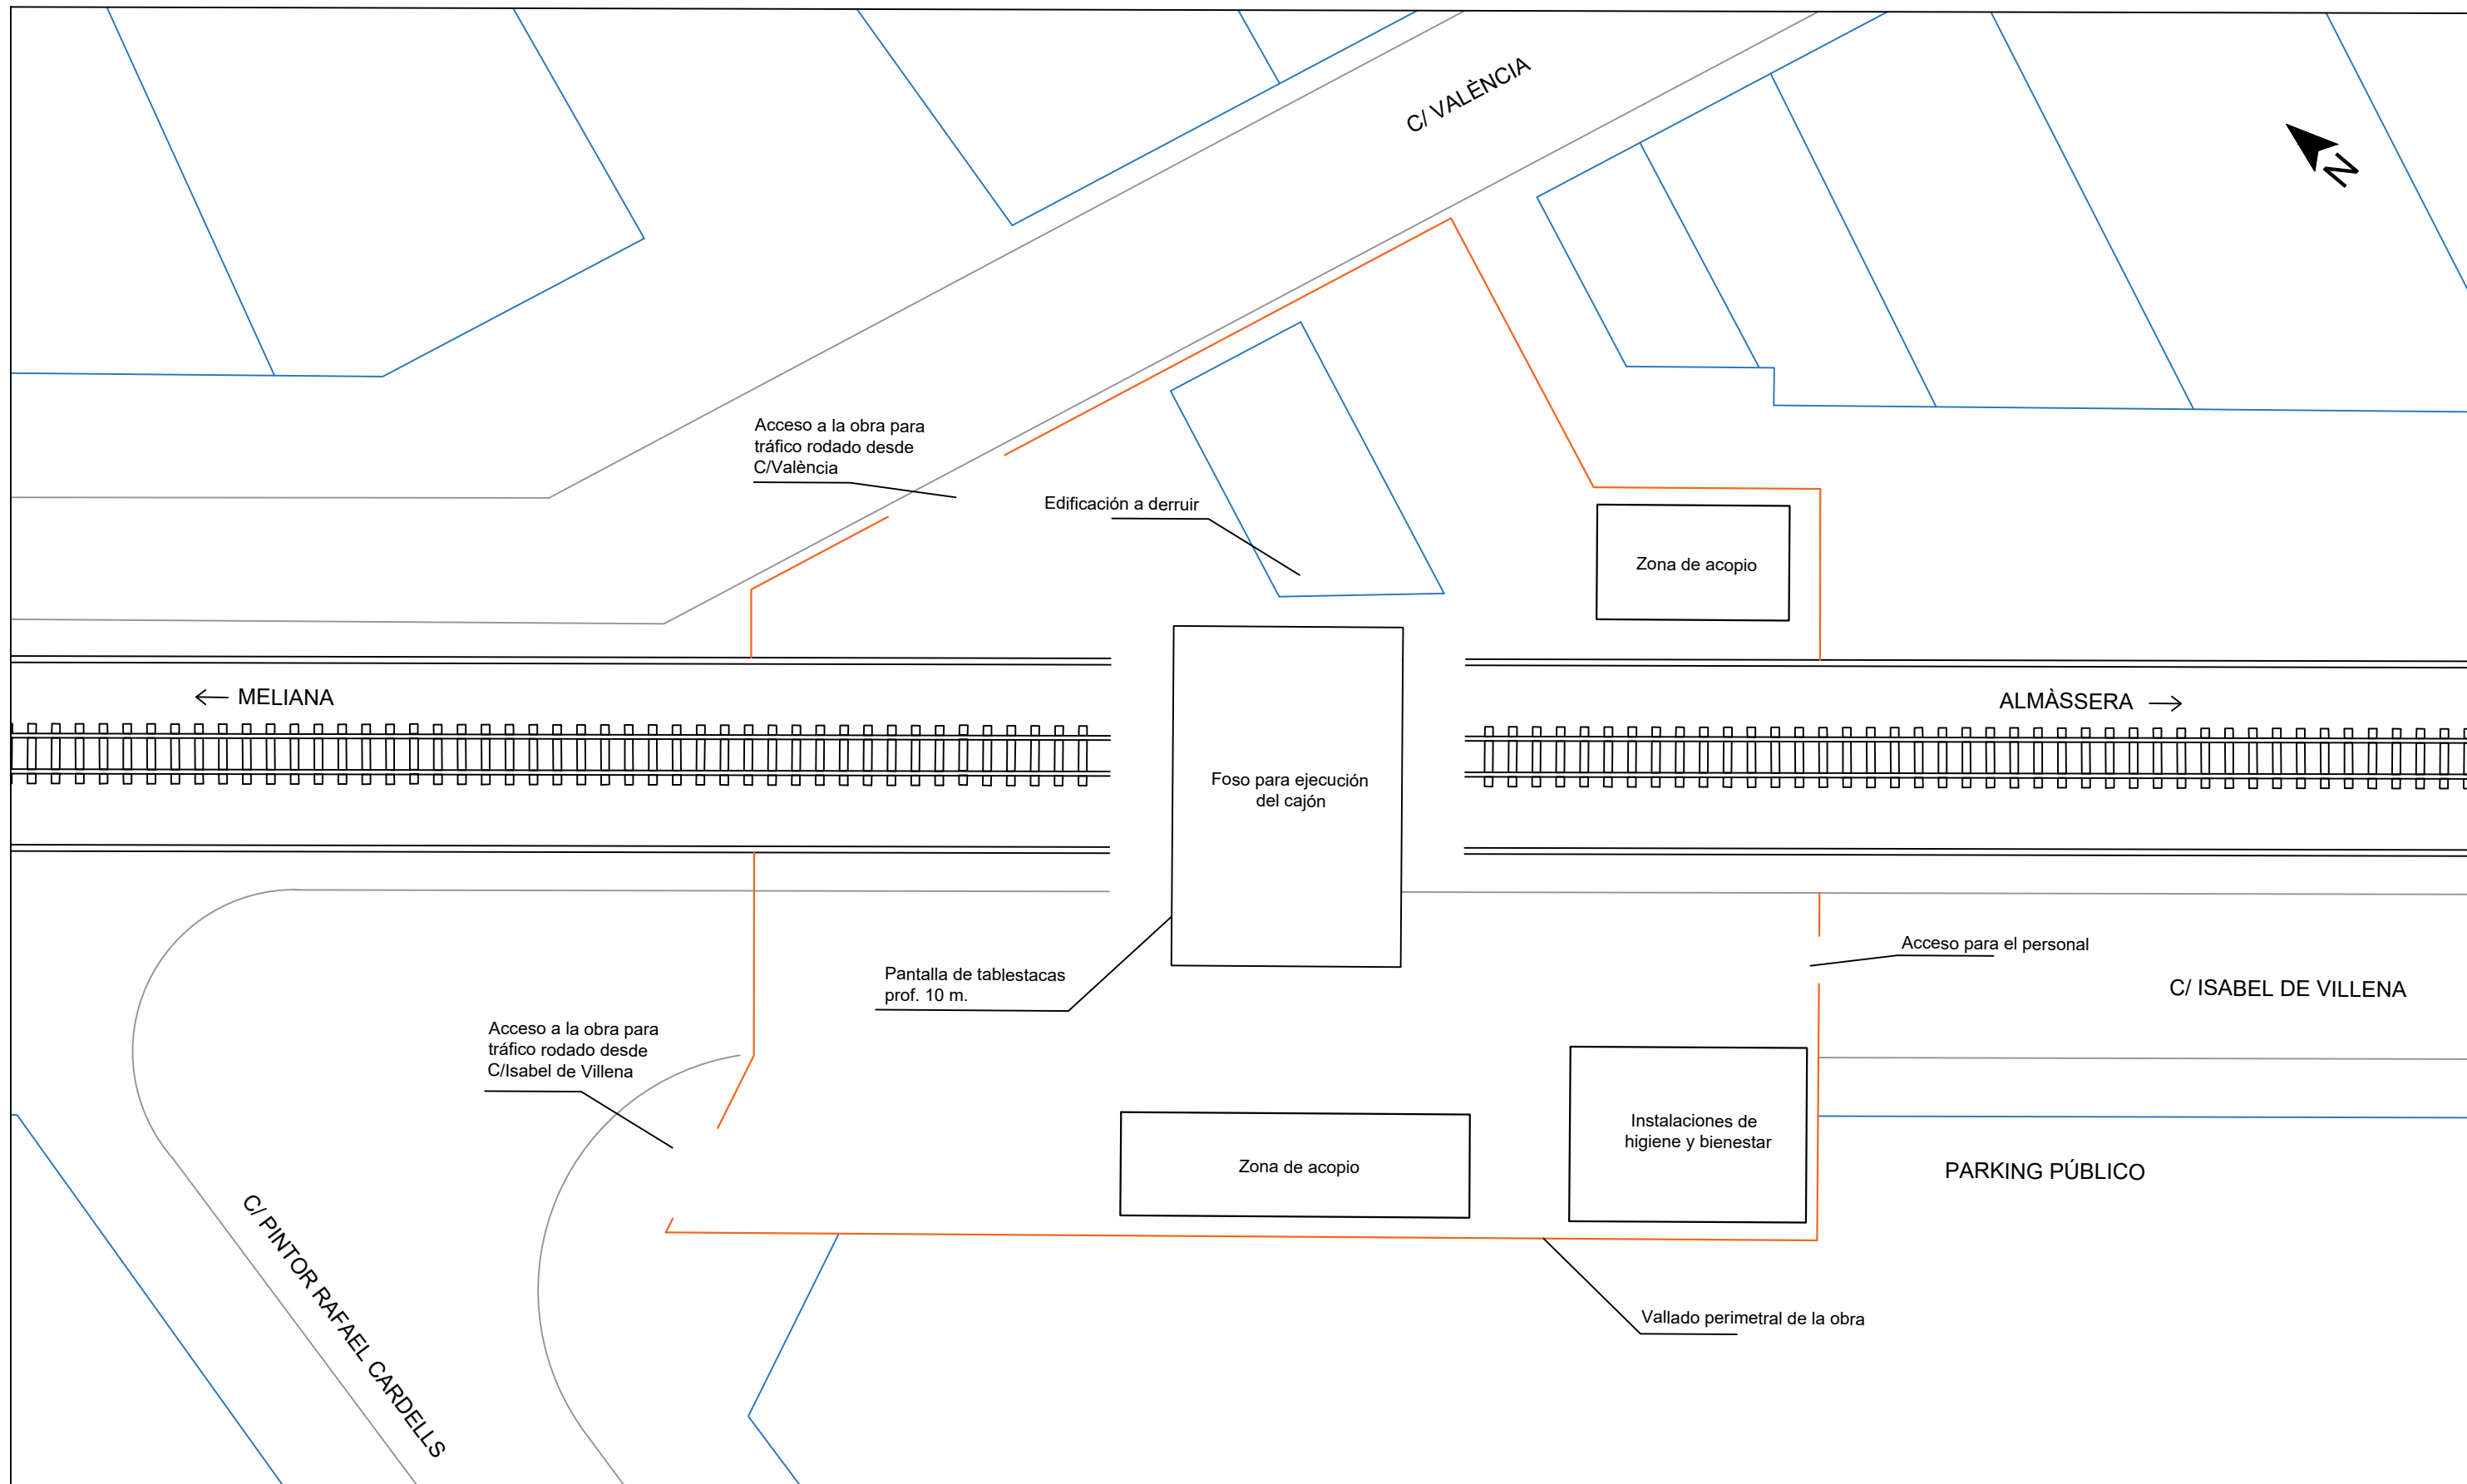 C/ VALÈNCIA
N
Acceso a la obra para
tráfico rodado desde
C/València
Edificación a derruir
Zona de acopio
MELIANA
ALMÀSSERA
Foso para ejecución
del cajón
Acceso para el personal
Pantalla de tablestacas
prof. 10 m.
C/ ISABEL DE VILLENA
Acceso a la obra para
tráfico rodado desde
C/Isabel de Villena
Instalaciones de
higiene y bienestar
Zona de acopio
PARKING PÚBLICO
C/ PINTOR RAFAEL CARDELLS
Vallado perimetral de la obra